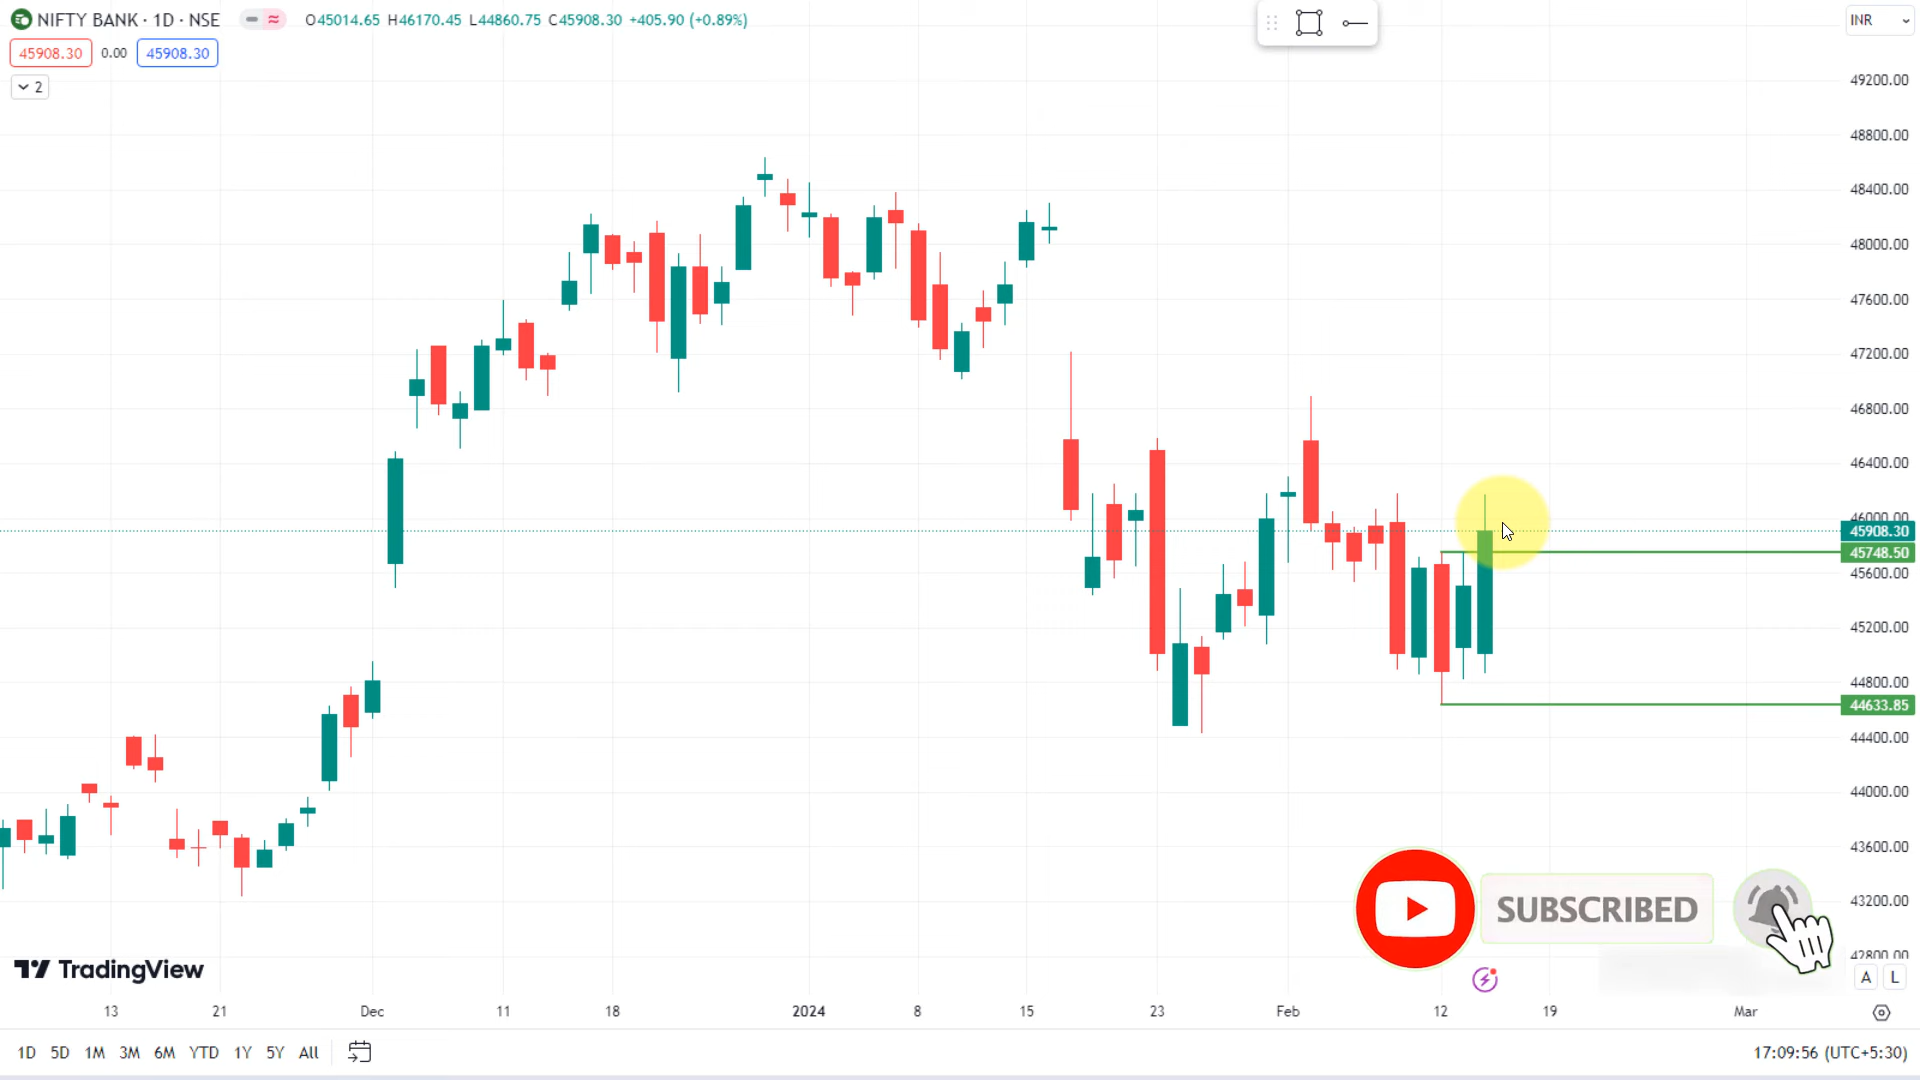 NIFTY BANK · 1D · NSE O45014.65 H46170.45 L44860.75 C45908.30 +405.90 (+0.89%)
INR
45908.30 0.00 45908.30
2
49200.00
48800.00
48400.00
48000.00
47600.00
47200.00
46800.00
46400.00
46000.00
45908.30
45748.50
45600.00
45200.00
44800.00
44633.85
44400.00
44000.00
43600.00
43200.00
42800.00
SUBSCRIBED
TradingView
A L
13 21 Dec 11 18 2024 8 15 23 Feb 12 19 Mar
1D 5D 1M 3M 6M YTD 1Y 5Y All
17:09:56 (UTC+5:30)